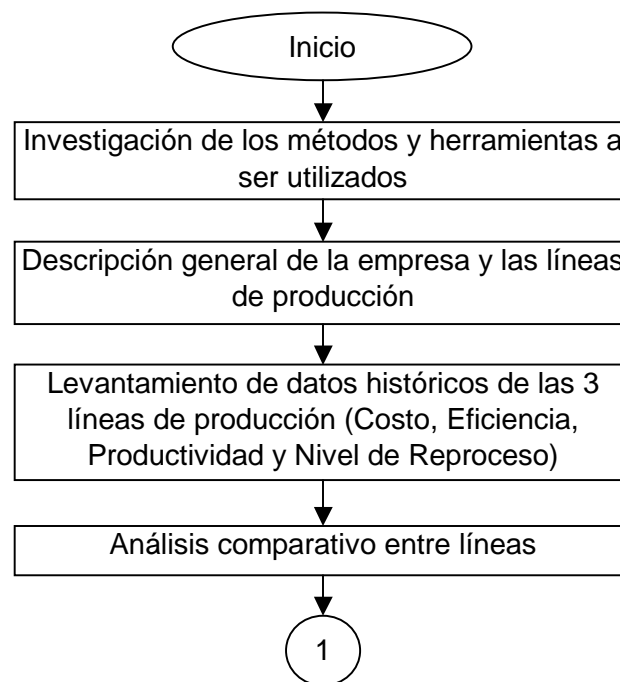 Inicio
Investigación de los métodos y herramientas a
ser utilizados
Descripción general de la empresa y las líneas
de producción
Levantamiento de datos históricos de las 3
líneas de producción (Costo, Eficiencia,
Productividad y Nivel de Reproceso)
Análisis comparativo entre líneas
1